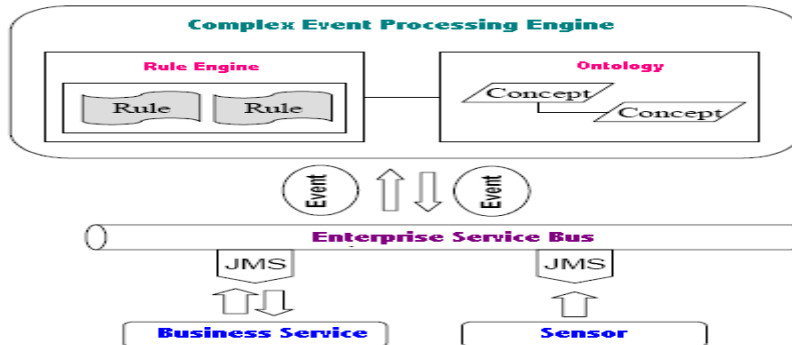 Complex Event Processing Engine
Rule Engine
Ontology
Rule
Rule
Concept
Concept
Event
Event
Enterprise Service Bus
JMS
JMS
Business Service
Sensor